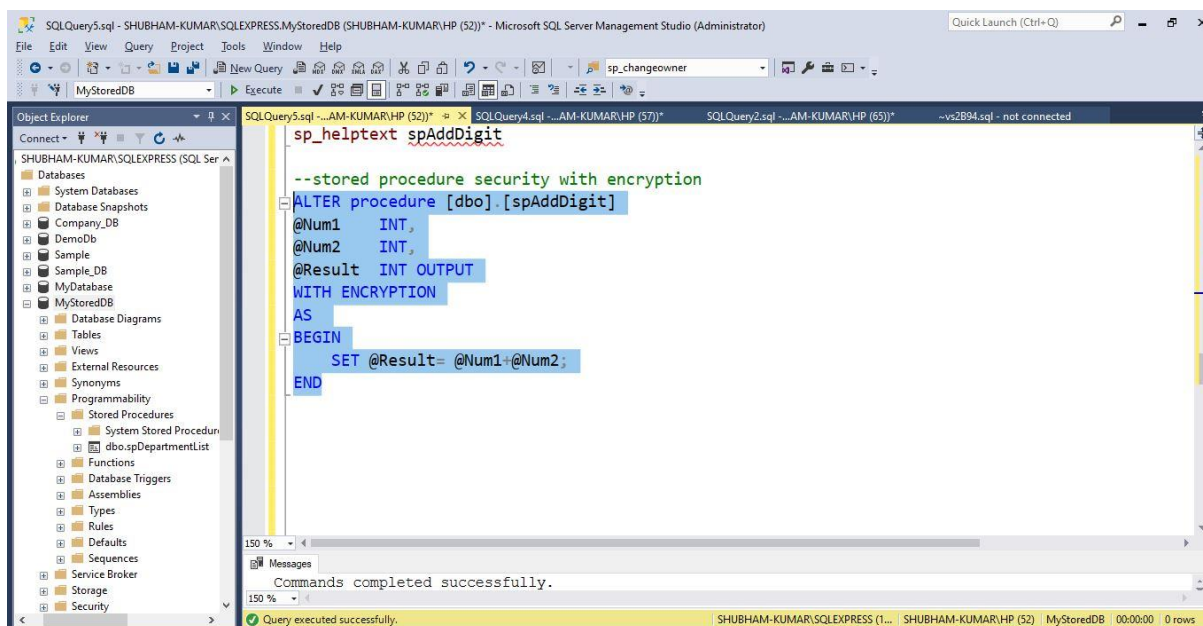 SQLQuery5.sql - SHUBHAM-KUMAR\SQLEXPRESS.MyStoredDB (SHUBHAM-KUMAR\HP (52))* - Microsoft SQL Server Management Studio (Administrator)
Quick Launch (Ctrl+Q)
File Edit View Query Project Tools Window Help
New Query
sp_changeowner
MyStoredDB
Execute
Object Explorer
SQLQuery5.sql -...AM-KUMAR\HP (52))*
SQLQuery4.sql -...AM-KUMAR\HP (57))*
SQLQuery2.sql -...AM-KUMAR\HP (65))*
~vs2B94.sql - not connected
Connect
SHUBHAM-KUMAR\SQLEXPRESS (SQL Ser
Databases
System Databases
Database Snapshots
Company_DB
DemoDb
Sample
Sample_DB
MyDatabase
MyStoredDB
Database Diagrams
Tables
Views
External Resources
Synonyms
Programmability
Stored Procedures
System Stored Procedur
dbo.spDepartmentList
Functions
Database Triggers
Assemblies
Types
Rules
Defaults
Sequences
Service Broker
Storage
Security
sp_helptext spAddDigit
--stored procedure security with encryption
ALTER procedure [dbo].[spAddDigit]
@Num1 INT,
@Num2 INT,
@Result INT OUTPUT
WITH ENCRYPTION
AS
BEGIN
SET @Result= @Num1+@Num2;
END
150 %
Messages
Commands completed successfully.
150 %
Query executed successfully.
SHUBHAM-KUMAR\SQLEXPRESS (1... SHUBHAM-KUMAR\HP (52) MyStoredDB 00:00:00 0 rows